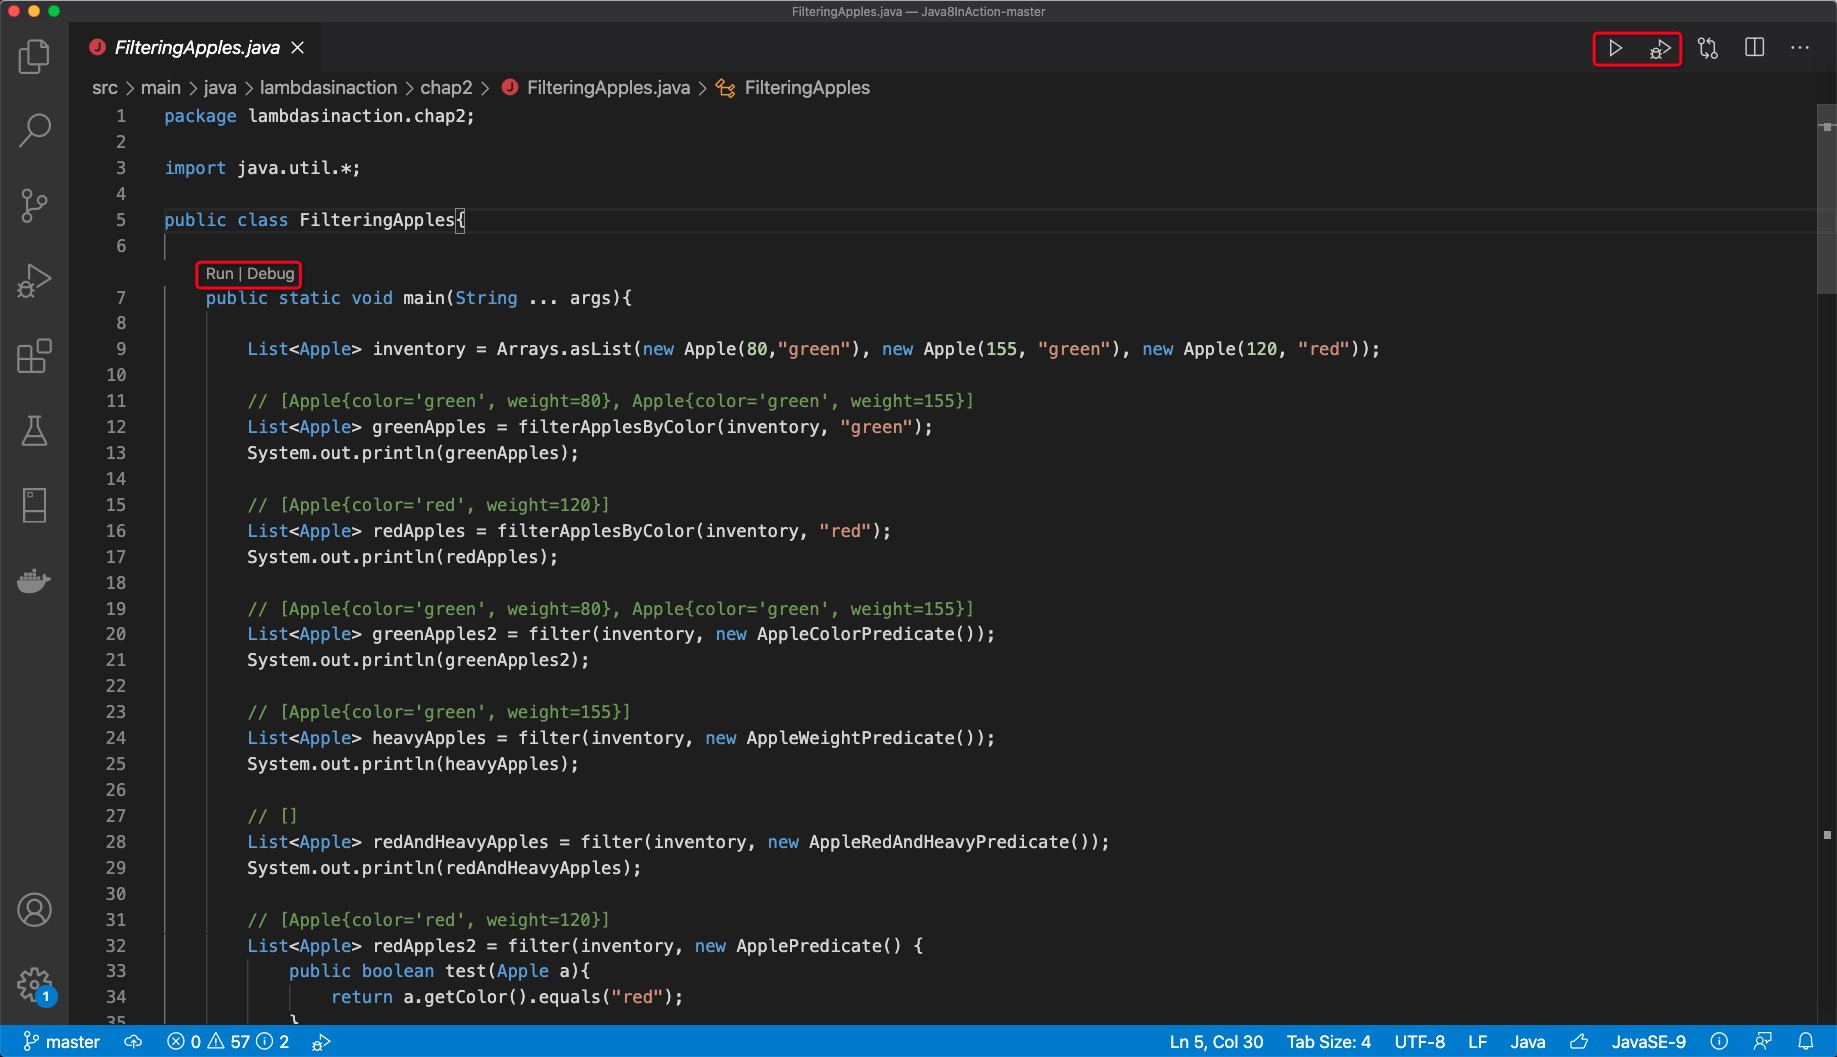 FilteringApples.java — Java8InAction-master
FilteringApples.java
src > main > java > lambdasinaction > chap2 > FilteringApples.java > FilteringApples
1 package lambdasinaction.chap2;
2
3 import java.util.*;
4
5 public class FilteringApples{
6
Run | Debug
7 public static void main(String ... args){
8
9 List<Apple> inventory = Arrays.asList(new Apple(80,"green"), new Apple(155, "green"), new Apple(120, "red"));
10
11 // [Apple{color='green', weight=80}, Apple{color='green', weight=155}]
12 List<Apple> greenApples = filterApplesByColor(inventory, "green");
13 System.out.println(greenApples);
14
15 // [Apple{color='red', weight=120}]
16 List<Apple> redApples = filterApplesByColor(inventory, "red");
17 System.out.println(redApples);
18
19 // [Apple{color='green', weight=80}, Apple{color='green', weight=155}]
20 List<Apple> greenApples2 = filter(inventory, new AppleColorPredicate());
21 System.out.println(greenApples2);
22
23 // [Apple{color='green', weight=155}]
24 List<Apple> heavyApples = filter(inventory, new AppleWeightPredicate());
25 System.out.println(heavyApples);
26
27 // []
28 List<Apple> redAndHeavyApples = filter(inventory, new AppleRedAndHeavyPredicate());
29 System.out.println(redAndHeavyApples);
30
31 // [Apple{color='red', weight=120}]
32 List<Apple> redApples2 = filter(inventory, new ApplePredicate() {
33 public boolean test(Apple a){
34 return a.getColor().equals("red");
35 }
1
master 0 57 2 Ln 5, Col 30 Tab Size: 4 UTF-8 LF Java JavaSE-9